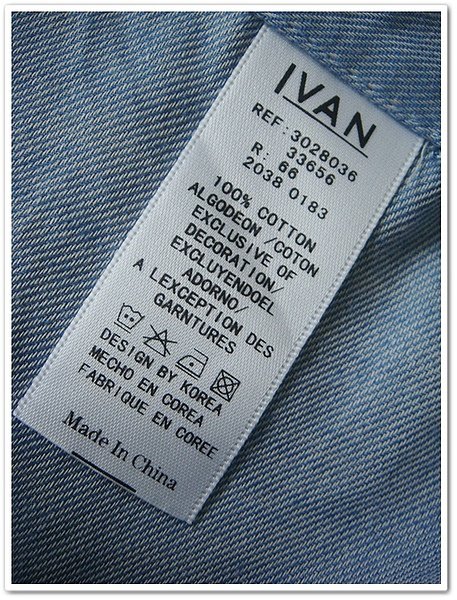 IVAN
REF:3028036
33656
R: 66
2038 0183
100% COTTON
ALGODEON /COTON
EXCLUSIVE OF
DECORATION/
EXCLUYENDOEL
ADORNO/
A LEXCEPTION DES
GARNTURES
DESIGN BY KOREA
MECHO EN COREA
FABRIQUE EN COREE
Made In China